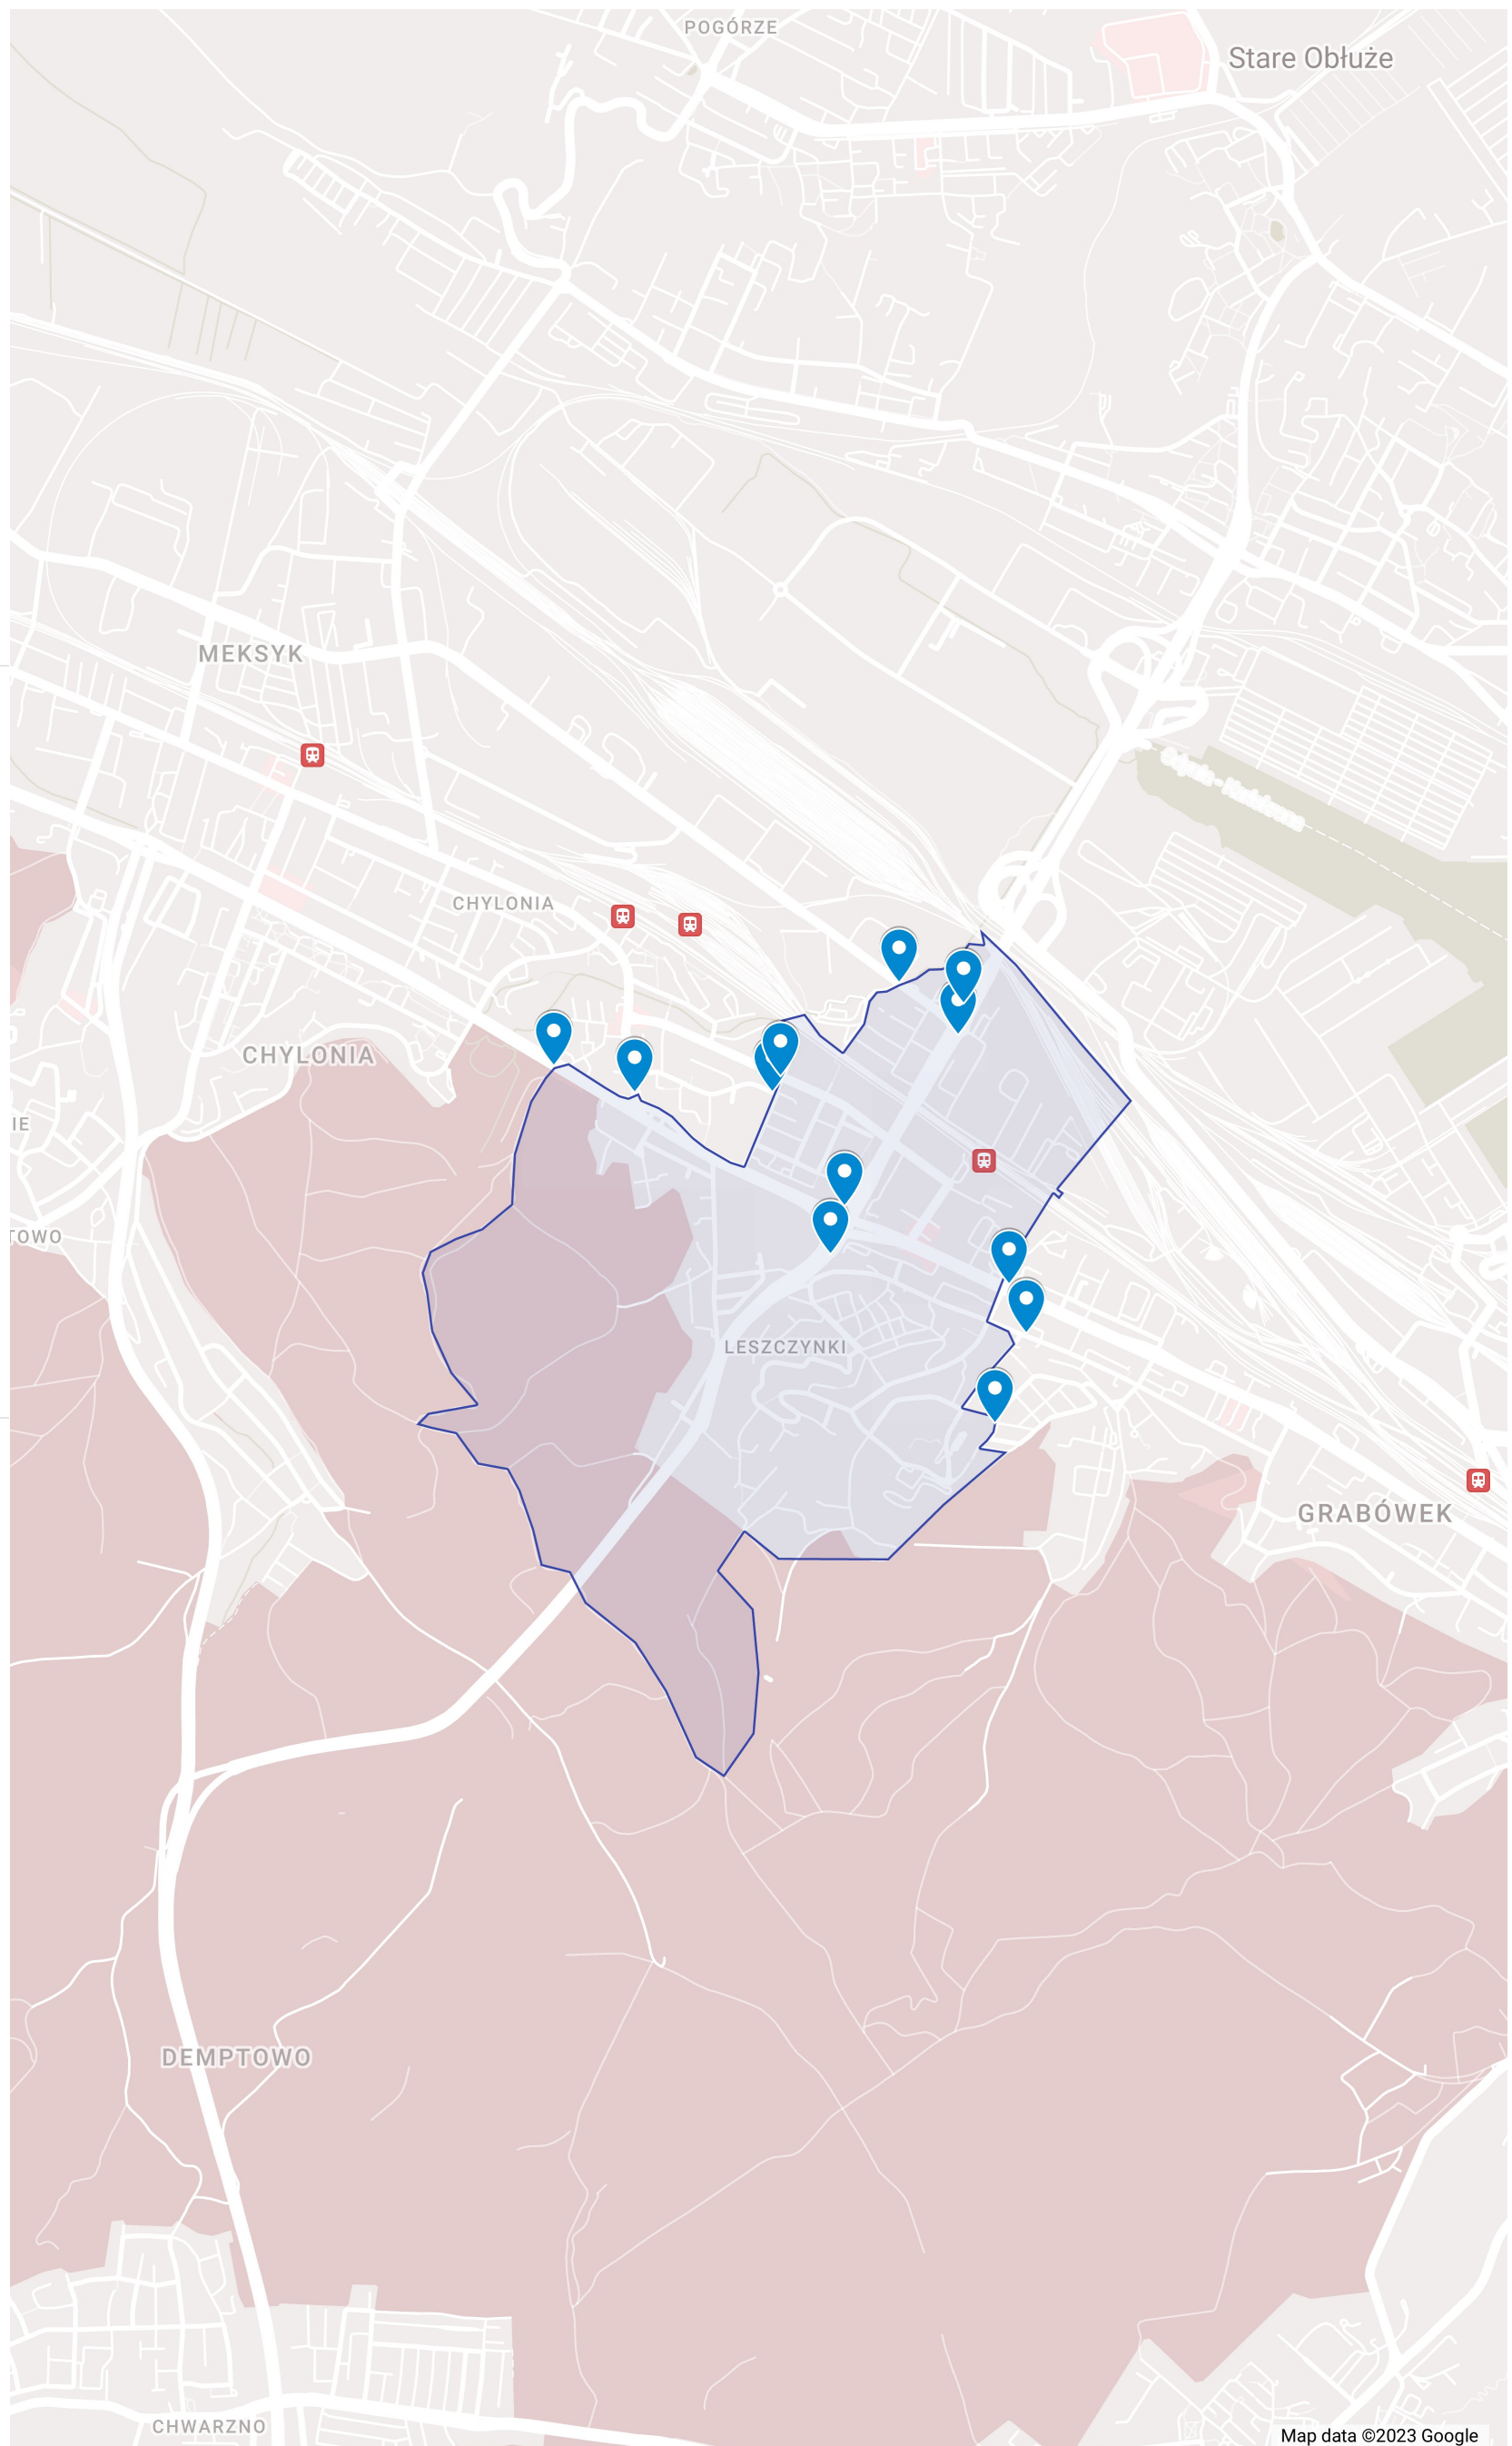 POGÓRZE
Stare Obłuże
MEKSYK
CHYLONIA
CHYLONIA
IE
TOWO
LESZCZYNKI
GRABÓWEK
DEMPTOWO
CHWARZNO
Map data ©2023 Google